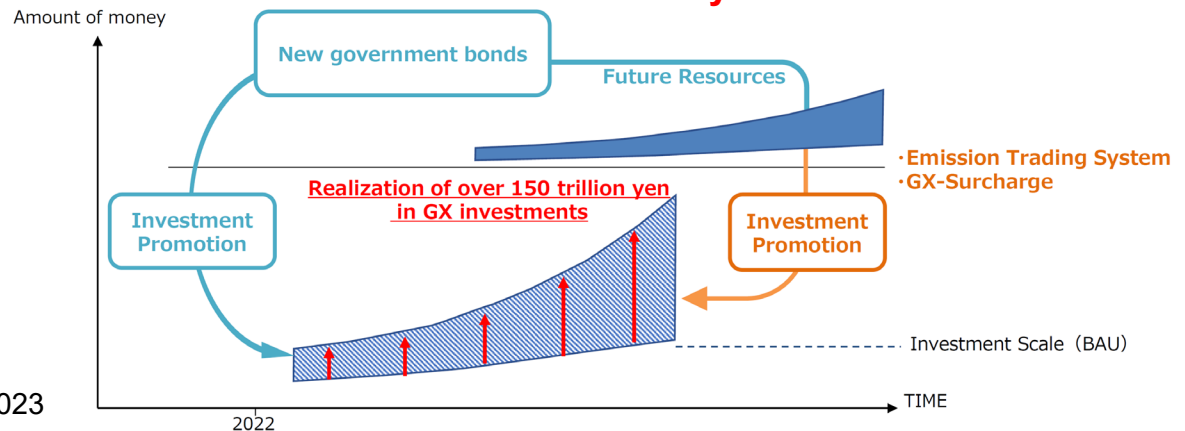 Amount of money
New government bonds
Future Resources
・Emission Trading System
・GX-Surcharge
Realization of over 150 trillion yen
in GX investments
Investment
Promotion
Investment
Promotion
Investment Scale（BAU）
TIME
023
2022